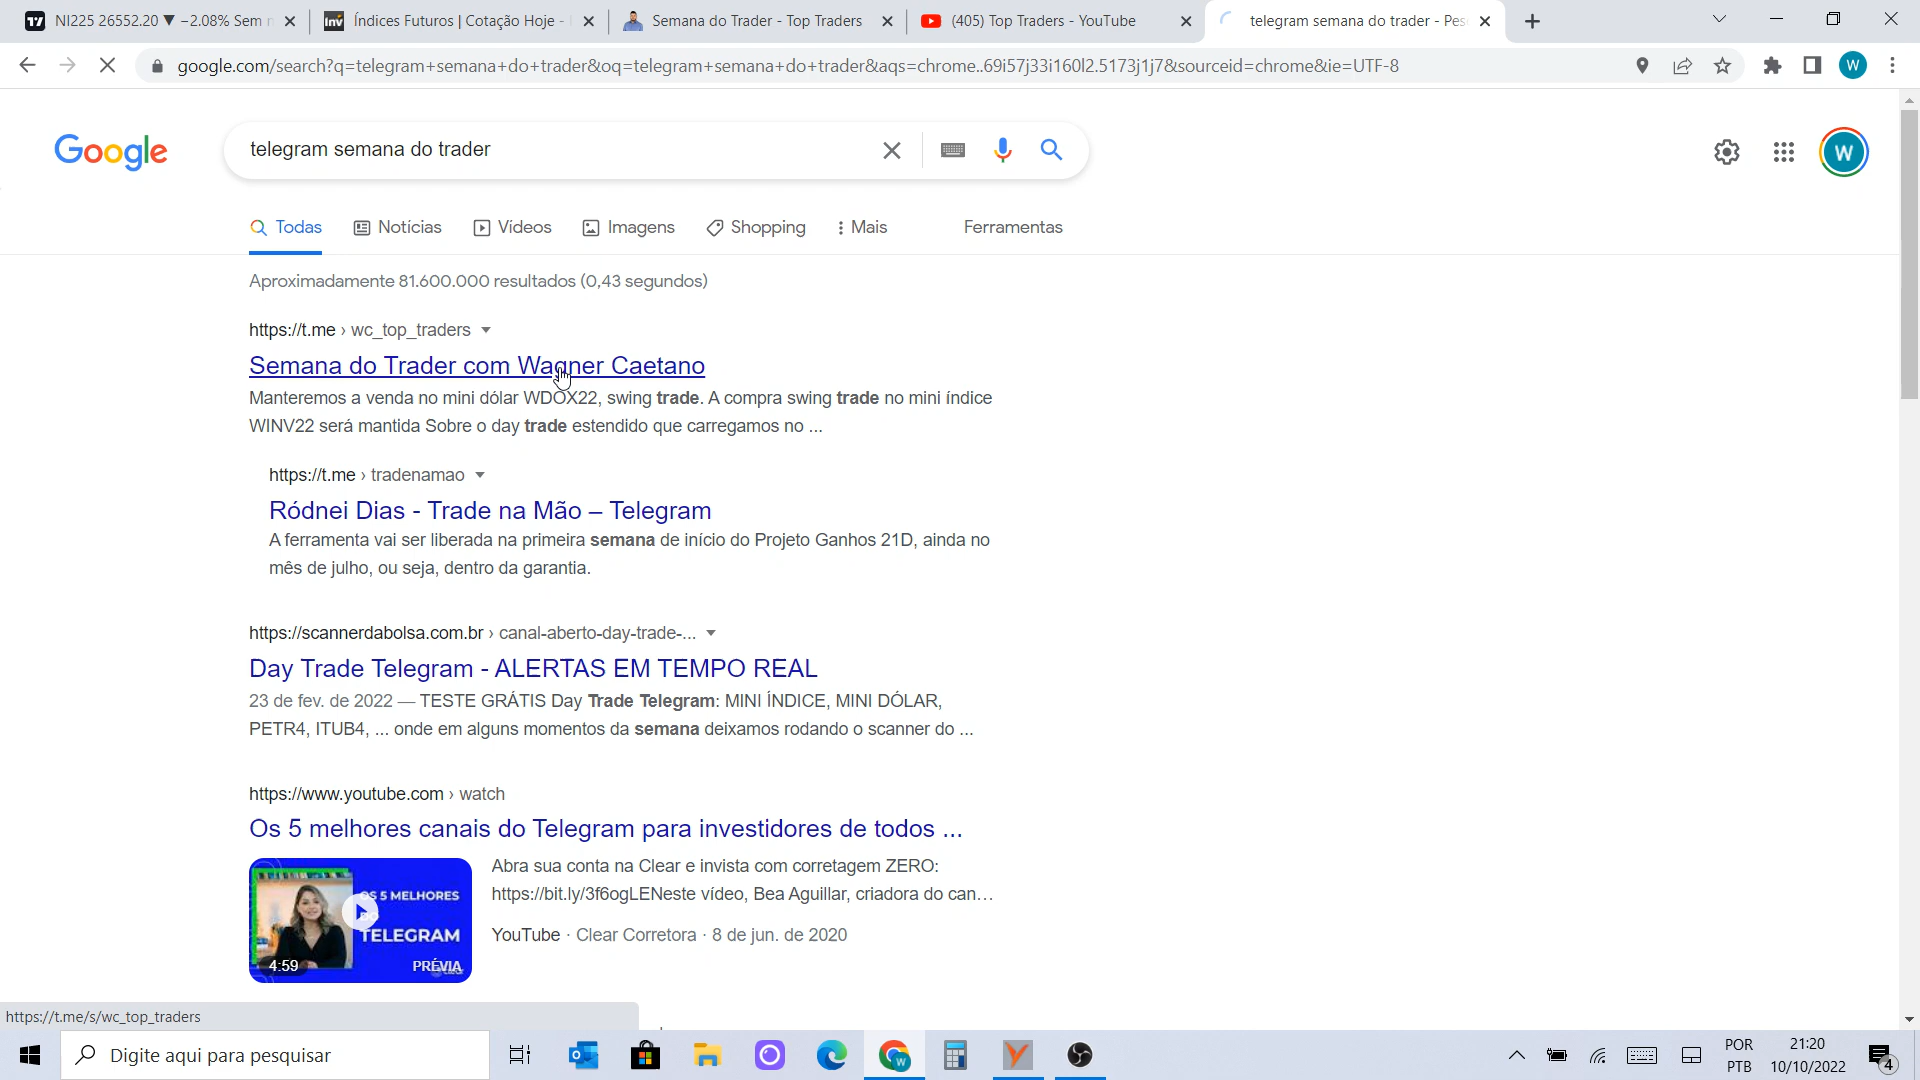 NI225 26552.20 ▼ −2.08% Sem
Índices Futuros | Cotação Hoje -
Semana do Trader - Top Traders
(405) Top Traders - YouTube
telegram semana do trader - Pes
google.com/search?q=telegram+semana+do+trader&oq=telegram+semana+do+trader&aqs=chrome..69i57j33i160l2.5173j1j7&sourceid=chrome&ie=UTF-8
W
Google
telegram semana do trader
W
Todas
Notícias
Vídeos
Imagens
Shopping
Mais
Ferramentas
Aproximadamente 81.600.000 resultados (0,43 segundos)
https://t.me › wc_top_traders
Semana do Trader com Wagner Caetano
Manteremos a venda no mini dólar WDOX22, swing trade. A compra swing trade no mini índice
WINV22 será mantida Sobre o day trade estendido que carregamos no ...
https://t.me › tradenamao
Ródnei Dias - Trade na Mão – Telegram
A ferramenta vai ser liberada na primeira semana de início do Projeto Ganhos 21D, ainda no
mês de julho, ou seja, dentro da garantia.
https://scannerdabolsa.com.br › canal-aberto-day-trade-...
Day Trade Telegram - ALERTAS EM TEMPO REAL
23 de fev. de 2022 — TESTE GRÁTIS Day Trade Telegram: MINI ÍNDICE, MINI DÓLAR,
PETR4, ITUB4, ... onde em alguns momentos da semana deixamos rodando o scanner do ...
https://www.youtube.com › watch
Os 5 melhores canais do Telegram para investidores de todos ...
OS 5 MELHORES
TELEGRAM
4:59
PRÉVIA
Abra sua conta na Clear e invista com corretagem ZERO:
https://bit.ly/3f6ogLENeste vídeo, Bea Aguillar, criadora do can...
YouTube · Clear Corretora · 8 de jun. de 2020
https://t.me/s/wc_top_traders
Digite aqui para pesquisar
POR
PTB
21:20
10/10/2022
4